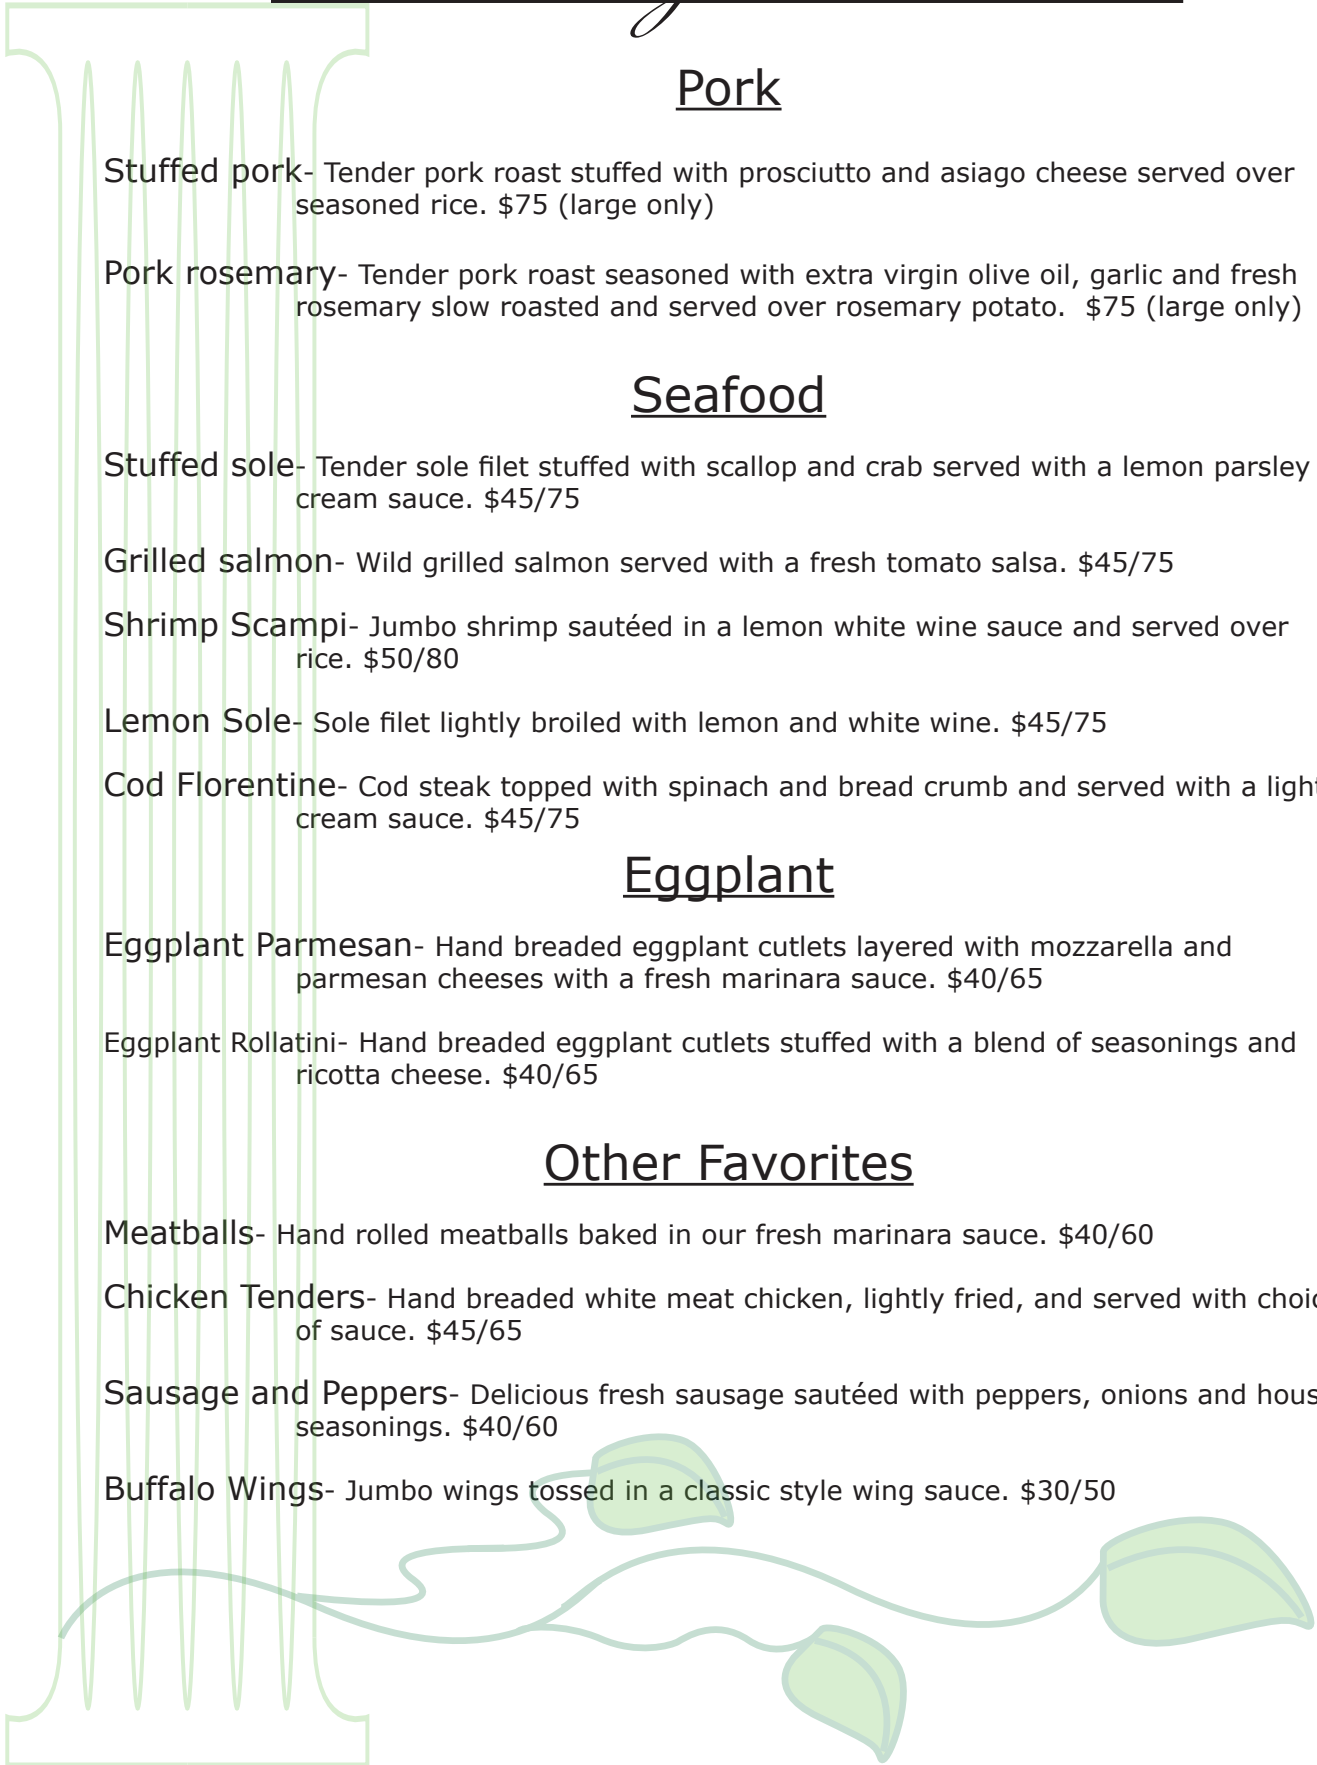 Pork
Stuffed pork- Tender pork roast stuffed with prosciutto and asiago cheese served over
seasoned rice. $75 (large only)
Pork rosemary- Tender pork roast seasoned with extra virgin olive oil, garlic and fresh
rosemary slow roasted and served over rosemary potato. $75 (large only)
Seafood
Stuffed sole- Tender sole filet stuffed with scallop and crab served with a lemon parsley
cream sauce. $45/75
Grilled salmon- Wild grilled salmon served with a fresh tomato salsa. $45/75
Shrimp Scampi- Jumbo shrimp sautéed in a lemon white wine sauce and served over
rice. $50/80
Lemon Sole- Sole filet lightly broiled with lemon and white wine. $45/75
Cod Florentine- Cod steak topped with spinach and bread crumb and served with a light
cream sauce. $45/75
Eggplant
Eggplant Parmesan- Hand breaded eggplant cutlets layered with mozzarella and
parmesan cheeses with a fresh marinara sauce. $40/65
Eggplant Rollatini- Hand breaded eggplant cutlets stuffed with a blend of seasonings and
ricotta cheese. $40/65
Other Favorites
Meatballs- Hand rolled meatballs baked in our fresh marinara sauce. $40/60
Chicken Tenders- Hand breaded white meat chicken, lightly fried, and served with choic
of sauce. $45/65
Sausage and Peppers- Delicious fresh sausage sautéed with peppers, onions and hous
seasonings. $40/60
Buffalo Wings- Jumbo wings tossed in a classic style wing sauce. $30/50